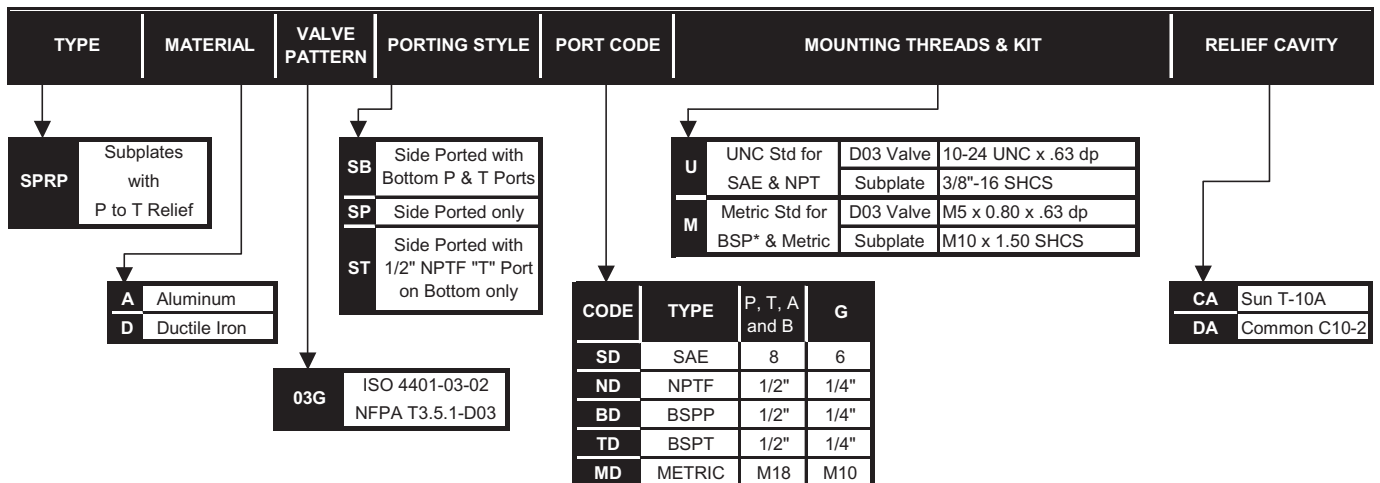 TYPE MATERIAL VALVE PATTERN PORTING STYLE PORT CODE MOUNTING THREADS & KIT RELIEF CAVITY
SPRP
Subplates
with
P to T Relief
A Aluminum
D Ductile Iron
03G
ISO 4401-03-02
NFPA T3.5.1-D03
SB
Side Ported with
Bottom P & T Ports
SP Side Ported only
ST
Side Ported with
1/2" NPTF "T" Port
on Bottom only
CODE TYPE P, T, A and B G
SD SAE 8 6
ND NPTF 1/2" 1/4"
BD BSPP 1/2" 1/4"
TD BSPT 1/2" 1/4"
MD METRIC M18 M10
U
UNC Std for D03 Valve 10-24 UNC x .63 dp
SAE & NPT Subplate 3/8"-16 SHCS
M
Metric Std for D03 Valve M5 x 0.80 x .63 dp
BSP* & Metric Subplate M10 x 1.50 SHCS
CA Sun T-10A
DA Common C10-2